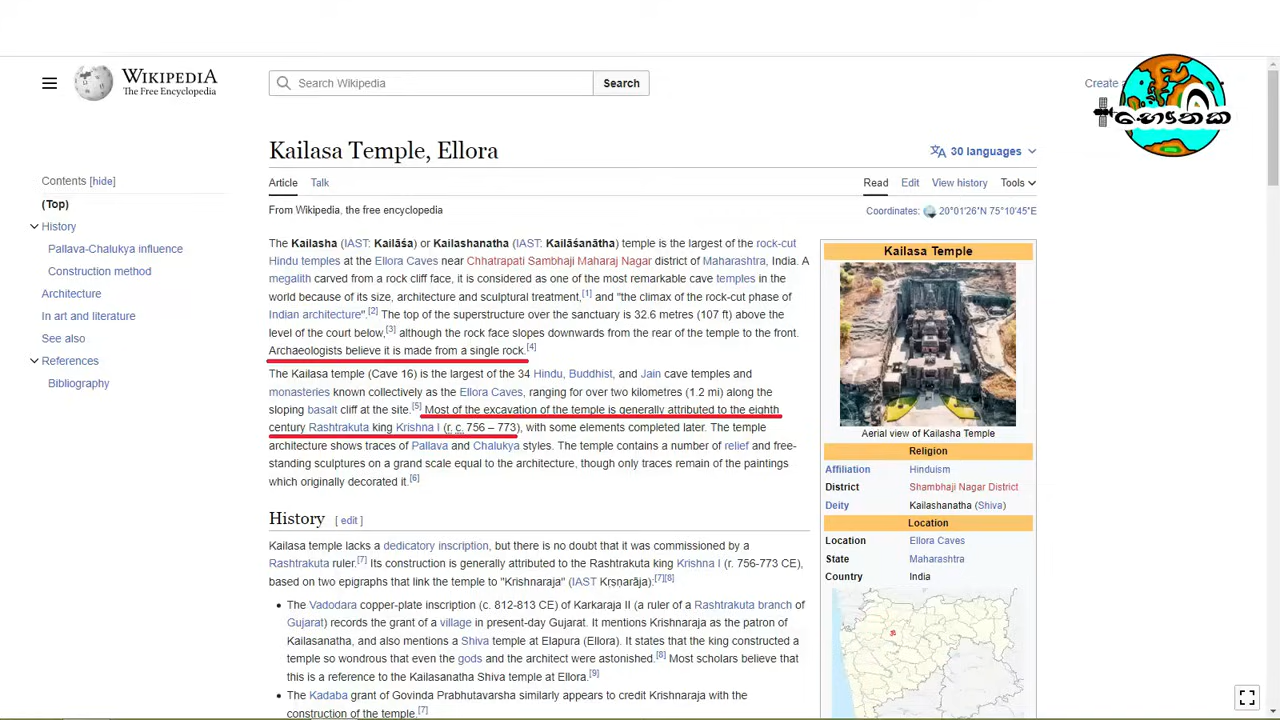 WIKIPEDIA
The Free Encyclopedia
Search Wikipedia
Search
Create a
භෞතික
Kailasa Temple, Ellora
30 languages
Article Talk
Read Edit View history Tools
From Wikipedia, the free encyclopedia
Coordinates: 20°01'26"N 75°10'45"E
Contents [hide]
(Top)
History
Pallava-Chalukya influence
Construction method
Architecture
In art and literature
See also
References
Bibliography
The Kailasha (IAST: Kailāśa) or Kailashanatha (IAST: Kailāśanātha) temple is the largest of the rock-cut
Hindu temples at the Ellora Caves near Chhatrapati Sambhaji Maharaj Nagar district of Maharashtra, India. A
megalith carved from a rock cliff face, it is considered as one of the most remarkable cave temples in the
world because of its size, architecture and sculptural treatment,[1] and "the climax of the rock-cut phase of
Indian architecture".[2] The top of the superstructure over the sanctuary is 32.6 metres (107 ft) above the
level of the court below,[3] although the rock face slopes downwards from the rear of the temple to the front.
Archaeologists believe it is made from a single rock.[4]
The Kailasa temple (Cave 16) is the largest of the 34 Hindu, Buddhist, and Jain cave temples and
monasteries known collectively as the Ellora Caves, ranging for over two kilometres (1.2 mi) along the
sloping basalt cliff at the site.[5] Most of the excavation of the temple is generally attributed to the eighth
century Rashtrakuta king Krishna I (r. c. 756 – 773), with some elements completed later. The temple
architecture shows traces of Pallava and Chalukya styles. The temple contains a number of relief and free-
standing sculptures on a grand scale equal to the architecture, though only traces remain of the paintings
which originally decorated it.[6]
History [ edit ]
Kailasa temple lacks a dedicatory inscription, but there is no doubt that it was commissioned by a
Rashtrakuta ruler.[7] Its construction is generally attributed to the Rashtrakuta king Krishna I (r. 756-773 CE),
based on two epigraphs that link the temple to "Krishnaraja" (IAST Kṛṣṇarāja):[7][8]
• The Vadodara copper-plate inscription (c. 812-813 CE) of Karkaraja II (a ruler of a Rashtrakuta branch of
Gujarat) records the grant of a village in present-day Gujarat. It mentions Krishnaraja as the patron of
Kailasanatha, and also mentions a Shiva temple at Elapura (Ellora). It states that the king constructed a
temple so wondrous that even the gods and the architect were astonished.[8] Most scholars believe that
this is a reference to the Kailasanatha Shiva temple at Ellora.[9]
• The Kadaba grant of Govinda Prabhutavarsha similarly appears to credit Krishnaraja with the
construction of the temple.[7]
Kailasa Temple
Aerial view of Kailasha Temple
Religion
Affiliation Hinduism
District Shambhaji Nagar District
Deity Kailashanatha (Shiva)
Location
Location Ellora Caves
State Maharashtra
Country India